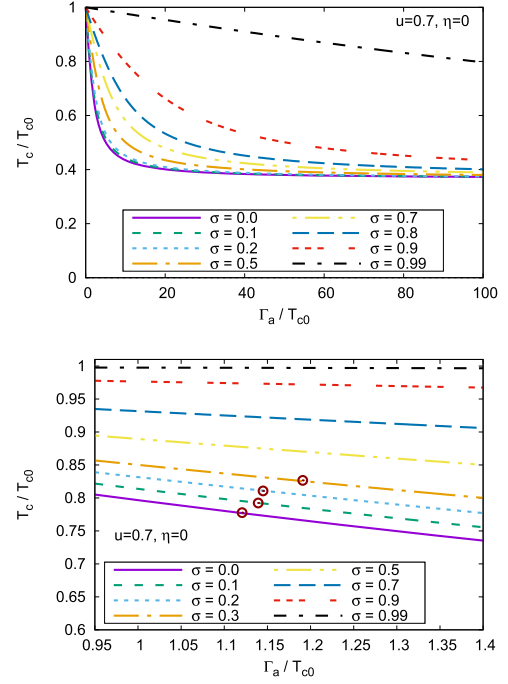 1
0.8
0.6
0.4
0.2
0
T_c / T_c0
u=0.7, η=0
σ = 0.0
σ = 0.1
σ = 0.2
σ = 0.5
σ = 0.7
σ = 0.8
σ = 0.9
σ = 0.99
0 20 40 60 80 100
Γ_a / T_c0
1
0.95
0.9
0.85
0.8
0.75
0.7
0.65
0.6
T_c / T_c0
u=0.7, η=0
σ = 0.0
σ = 0.1
σ = 0.2
σ = 0.3
σ = 0.5
σ = 0.7
σ = 0.9
σ = 0.99
0.95 1 1.05 1.1 1.15 1.2 1.25 1.3 1.35 1.4
Γ_a / T_c0